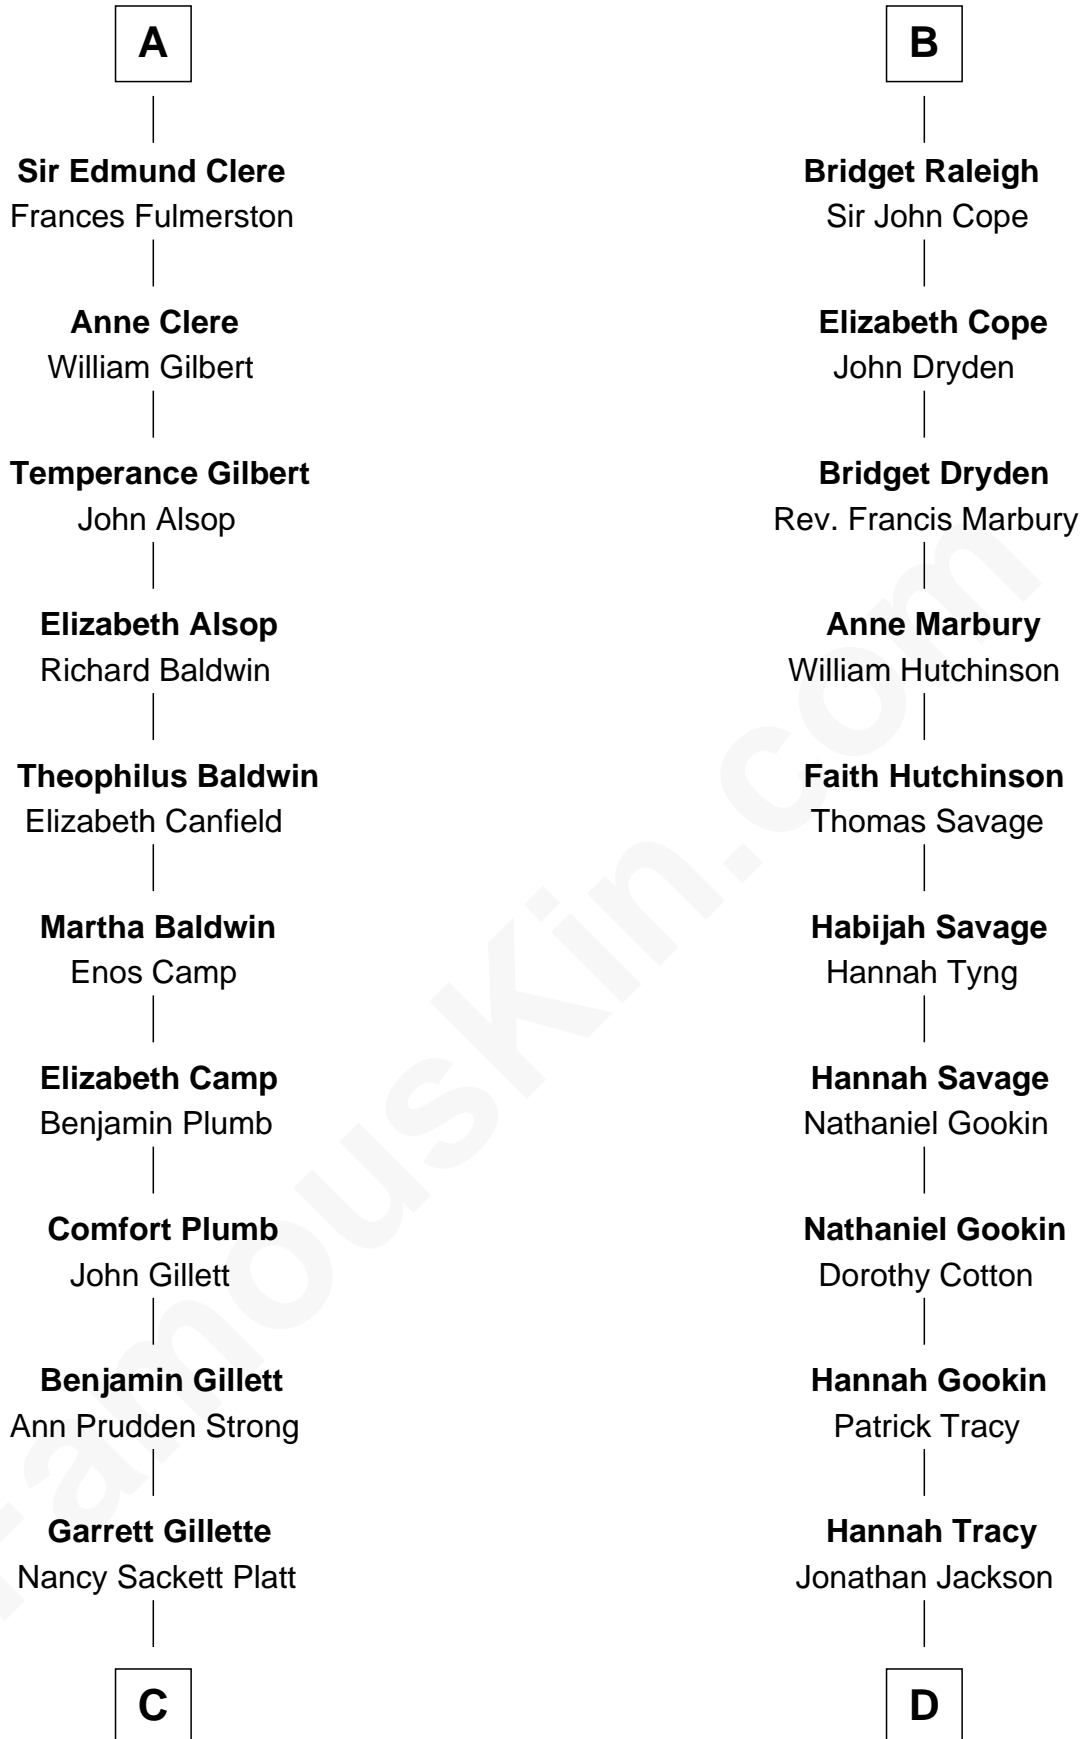 A
Sir Edmund Clere
Frances Fulmerston
Anne Clere
William Gilbert
Temperance Gilbert
John Alsop
Elizabeth Alsop
Richard Baldwin
Theophilus Baldwin
Elizabeth Canfield
Martha Baldwin
Enos Camp
Elizabeth Camp
Benjamin Plumb
Comfort Plumb
John Gillett
Benjamin Gillett
Ann Prudden Strong
Garrett Gillette
Nancy Sackett Platt
C
B
Bridget Raleigh
Sir John Cope
Elizabeth Cope
John Dryden
Bridget Dryden
Rev. Francis Marbury
Anne Marbury
William Hutchinson
Faith Hutchinson
Thomas Savage
Habijah Savage
Hannah Tyng
Hannah Savage
Nathaniel Gookin
Nathaniel Gookin
Dorothy Cotton
Hannah Gookin
Patrick Tracy
Hannah Tracy
Jonathan Jackson
D
FamousKin.com